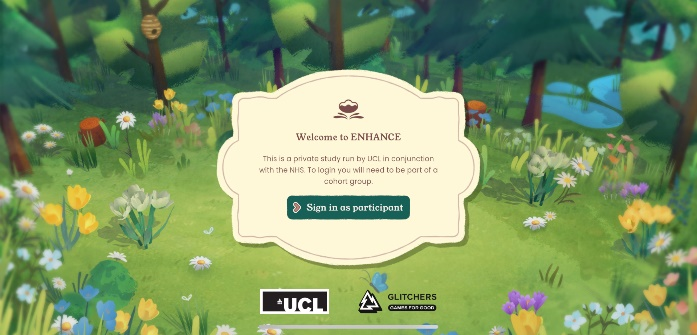 Welcome to ENHANCE
This is a private study run by UCL in conjunction
with the NHS. To login you will need to be part of a
cohort group.
Sign in as participant
UCL
GLITCHERS
GAMES FOR GOOD